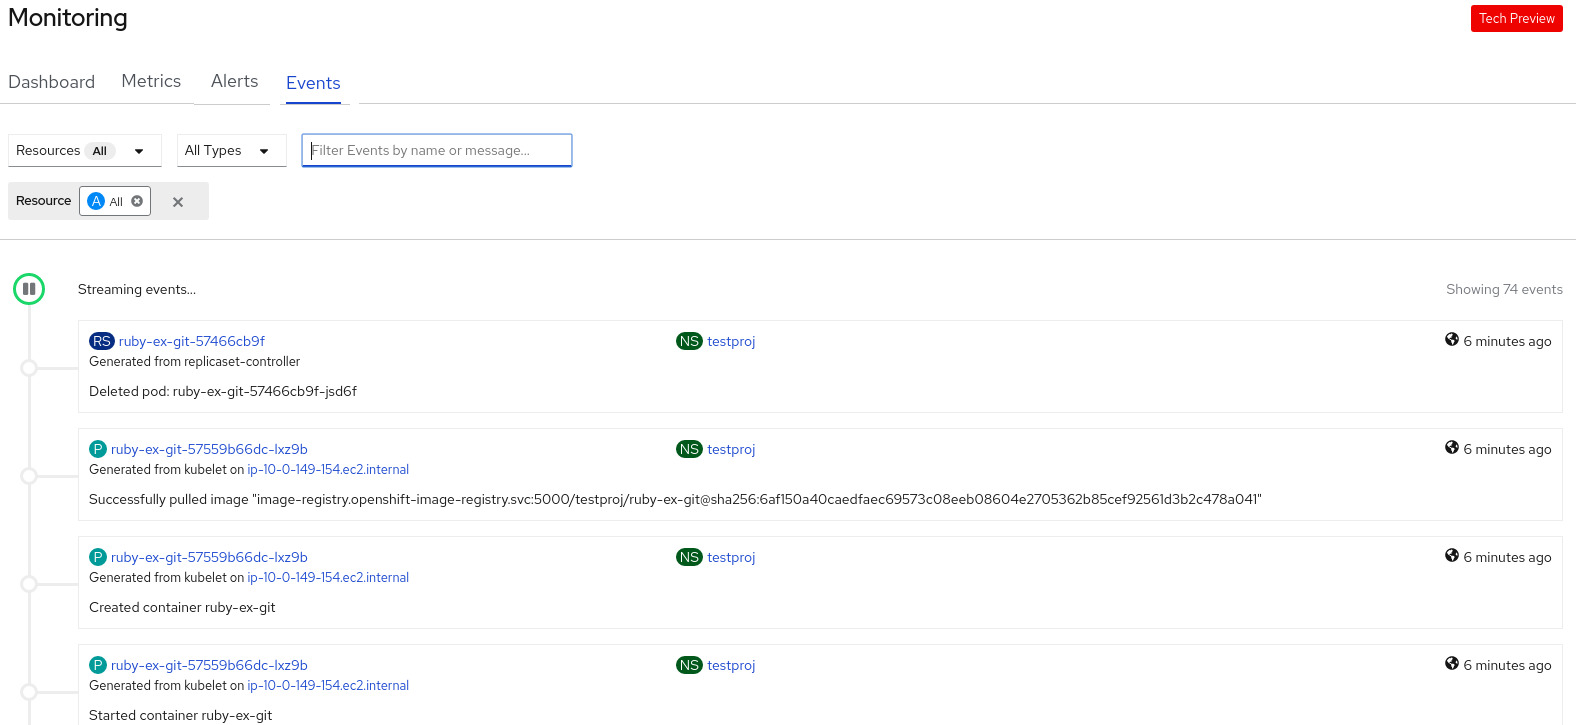 Monitoring
Tech Preview
Dashboard Metrics Alerts Events
Resources All All Types Filter Events by name or message...
Resource A All
Streaming events... Showing 74 events
RS ruby-ex-git-57466cb9f NS testproj 6 minutes ago
Generated from replicaset-controller
Deleted pod: ruby-ex-git-57466cb9f-jsd6f
P ruby-ex-git-57559b66dc-lxz9b NS testproj 6 minutes ago
Generated from kubelet on ip-10-0-149-154.ec2.internal
Successfully pulled image "image-registry.openshift-image-registry.svc:5000/testproj/ruby-ex-git@sha256:6af150a40caedfaec69573c08eeb08604e2705362b85cef92561d3b2c478a041"
P ruby-ex-git-57559b66dc-lxz9b NS testproj 6 minutes ago
Generated from kubelet on ip-10-0-149-154.ec2.internal
Created container ruby-ex-git
P ruby-ex-git-57559b66dc-lxz9b NS testproj 6 minutes ago
Generated from kubelet on ip-10-0-149-154.ec2.internal
Started container ruby-ex-git